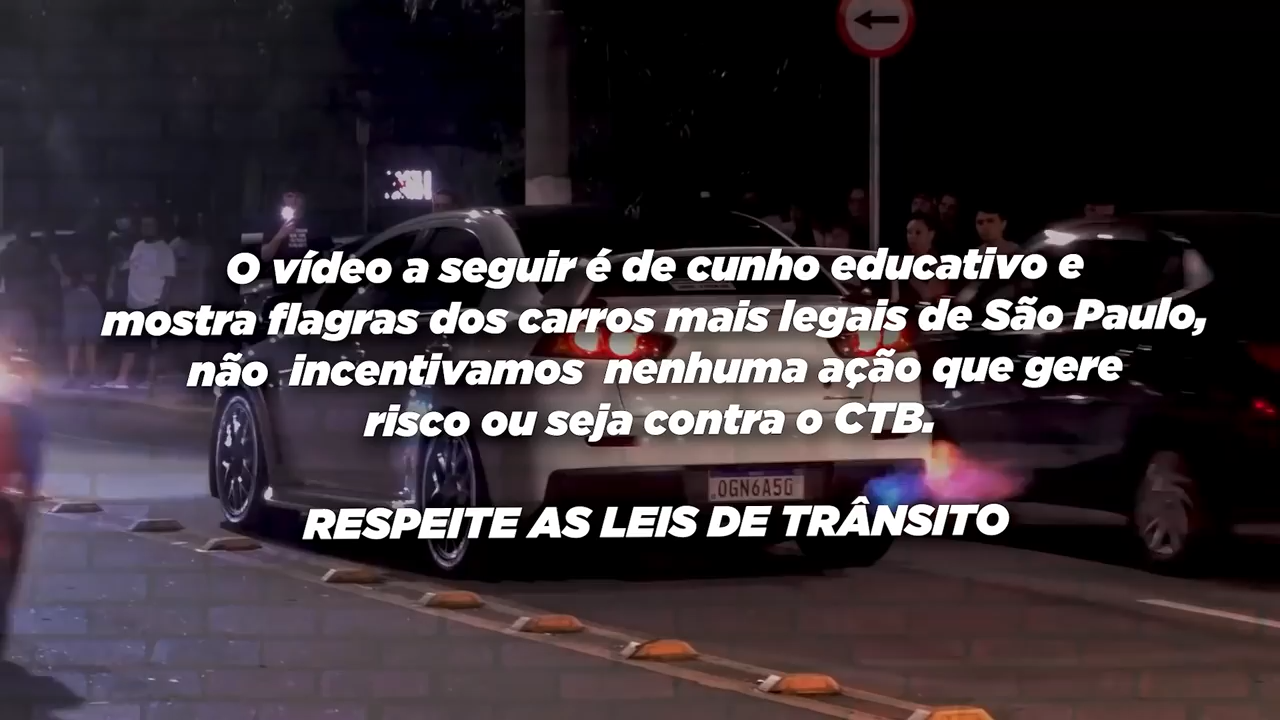 O vídeo a seguir é de cunho educativo e
mostra flagras dos carros mais legais de São Paulo,
não incentivamos nenhuma ação que gere
risco ou seja contra o CTB.
OGN6A5G
RESPEITE AS LEIS DE TRÂNSITO